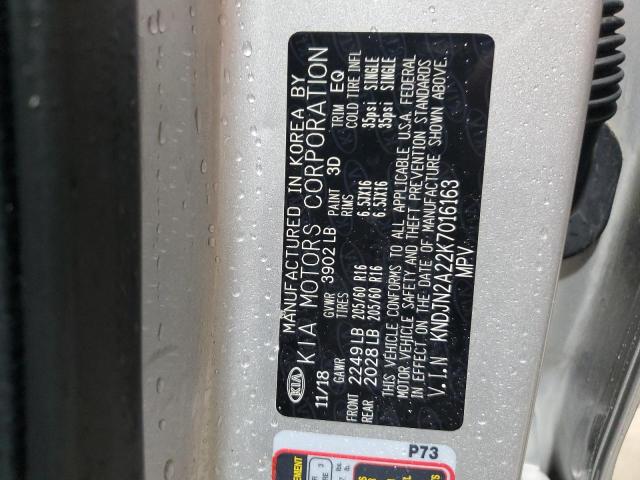 MANUFACTURED IN KOREA BY
KIA KIA MOTORS CORPORATION
11/18 GVWR 3902LB PAINT 3D TRIM EQ
GAWR TIRES RIMS COLD TIRE INFL
FRONT 2249LB 205/60 R16 6.5JX16 35psi SINGLE
REAR 2028LB 205/60 R16 6.5JX16 35psi SINGLE
THIS VEHICLE CONFORMS TO ALL APPLICABLE U.S.A. FEDERAL
MOTOR VEHICLE SAFETY AND THEFT PREVENTION STANDARDS
IN EFFECT ON THE DATE OF MANUFACTURE SHOWN ABOVE.
V.I.N KNDJN2A22K7016163
MPV
P73